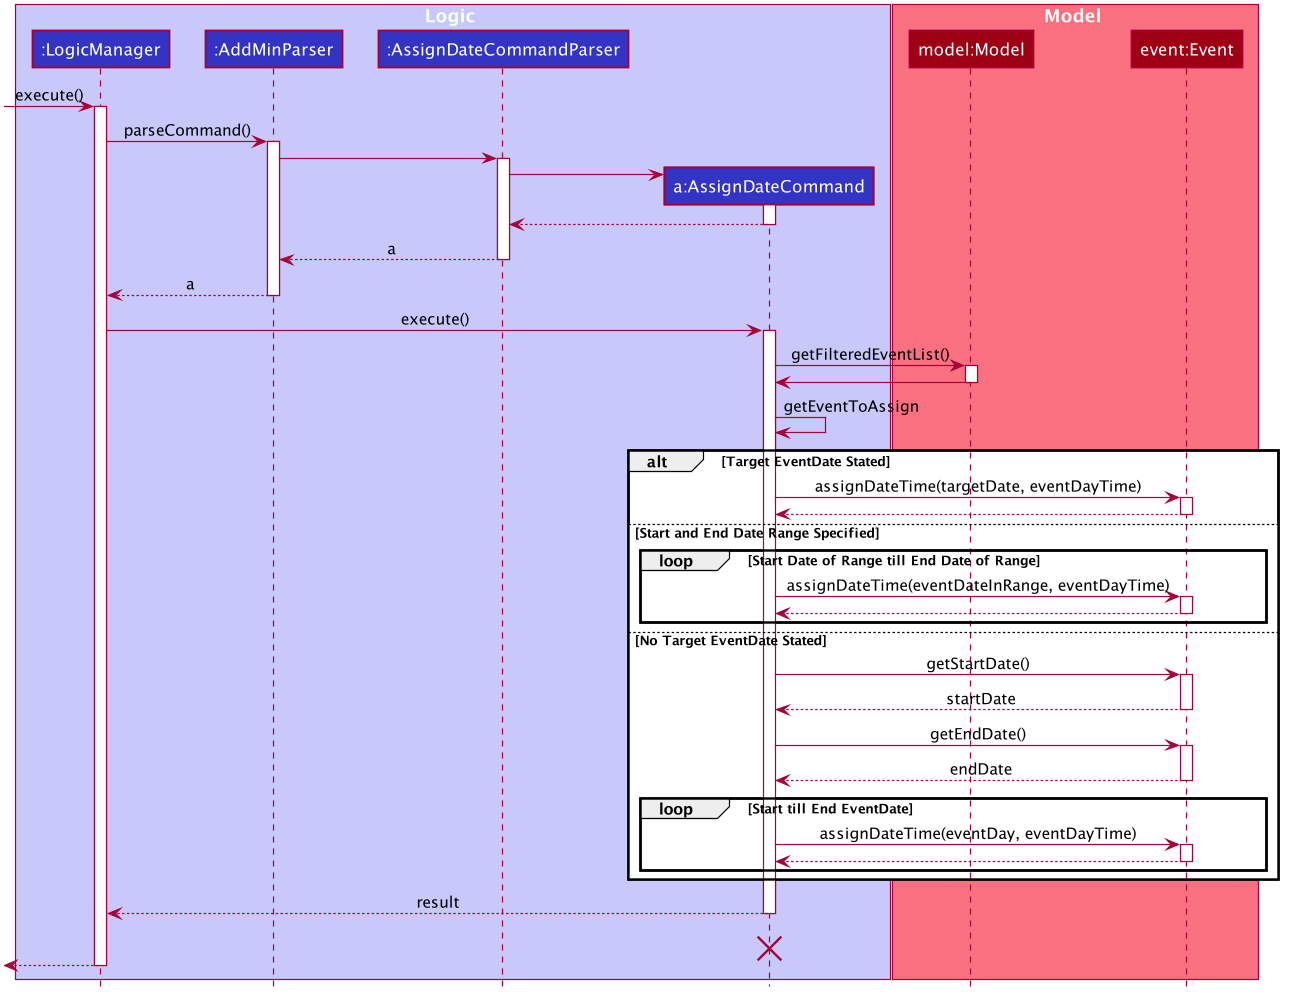 Logic
Model
:LogicManager
:AddMinParser
:AssignDateCommandParser
model:Model
event:Event
execute()
parseCommand()
a:AssignDateCommand
a
a
execute()
getFilteredEventList()
getEventToAssign
alt
[Target EventDate Stated]
assignDateTime(targetDate, eventDayTime)
[Start and End Date Range Specified]
loop
[Start Date of Range till End Date of Range]
assignDateTime(eventDateInRange, eventDayTime)
[No Target EventDate Stated]
getStartDate()
startDate
getEndDate()
endDate
loop
[Start till End EventDate]
assignDateTime(eventDay, eventDayTime)
result